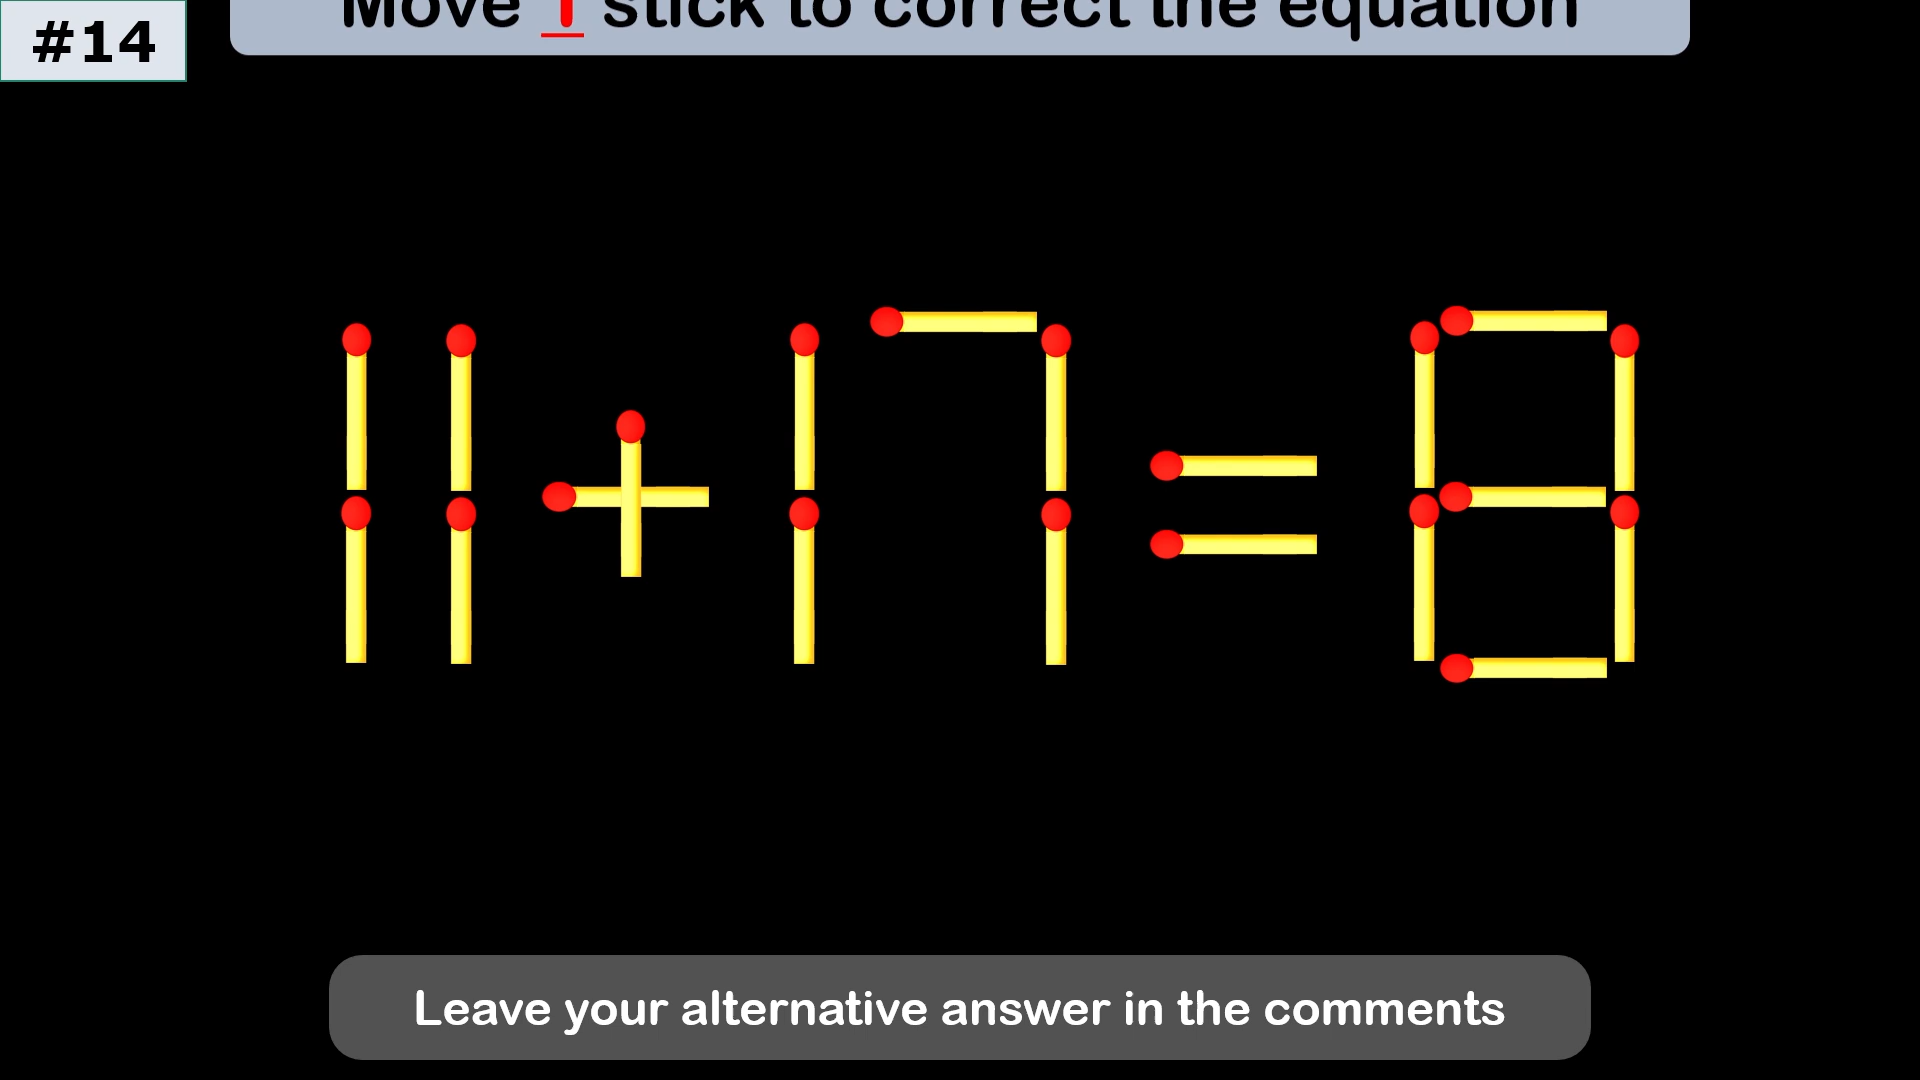 #14
Move 1 stick to correct the equation
11+17=8
Leave your alternative answer in the comments